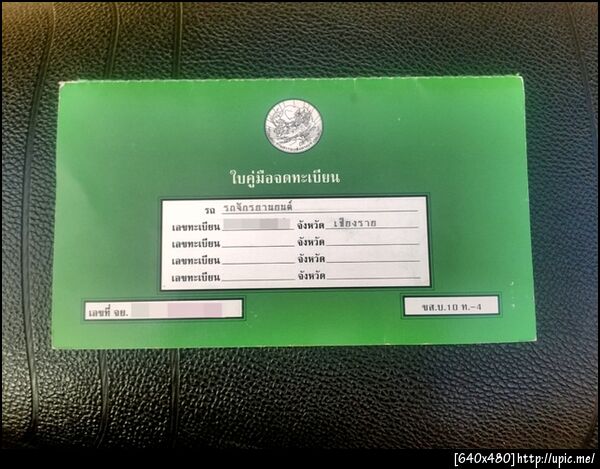 ใบคู่มือจดทะเบียน
รถ รถจักรยานยนต์
เลขทะเบียน จังหวัด เชียงราย
เลขทะเบียน จังหวัด
เลขทะเบียน จังหวัด
เลขทะเบียน จังหวัด
เลขที่ จย.
ขส.บ.10 ท.-4
[640x480]http://upic.me/